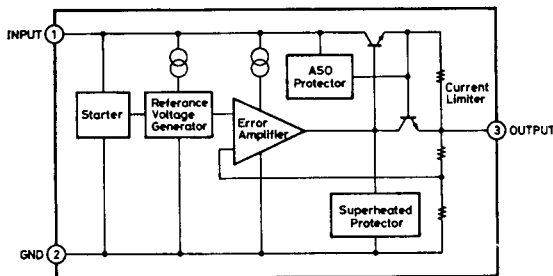 INPUT 1
ASO
Protector
Current
Limiter
Starter
Referance
Voltage
Generator
Error
Amplifier
3 OUTPUT
Superheated
Protector
GND 2